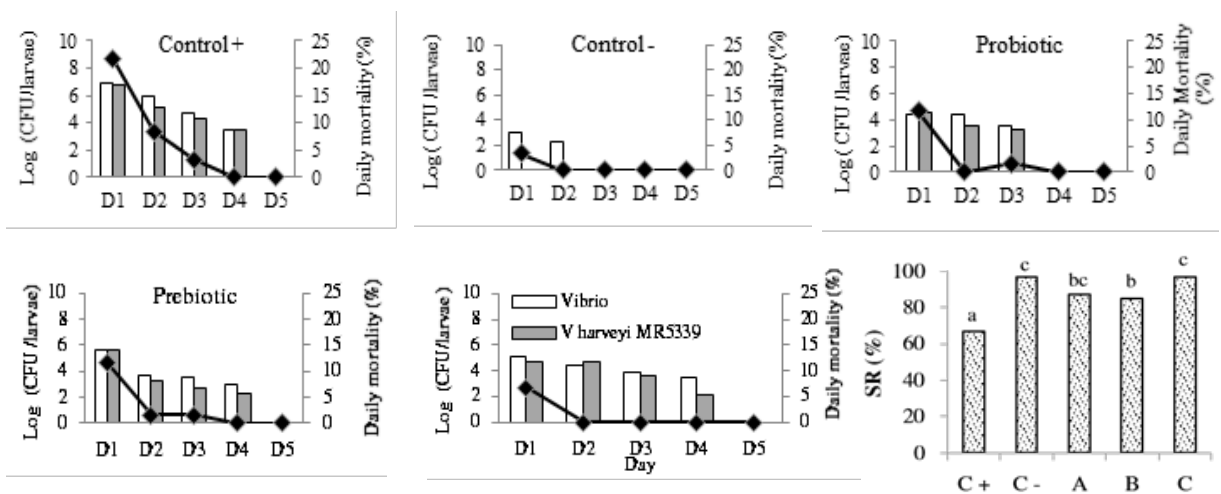 Control+
Log (CFU/larvae)
10
8
6
4
2
0
25
20
15
10
5
0
Daily mortality (%)
D1 D2 D3 D4 D5
Control-
Log( CFU/larvae)
10
8
6
4
2
0
25
20
15
10
5
0
Daily mortality (%)
D1 D2 D3 D4 D5
Probiotic
Log( CFU/larvae)
10
8
6
4
2
0
25
20
15
10
5
0
Daily Mortality
(%)
D1 D2 D3 D4 D5
Prebiotic
Log (CFU/larvae)
10
8
6
4
2
0
25
20
15
10
5
0
Daily mortality (%)
D1 D2 D3 D4 D5
Vibrio
V harveyi MR5339
Log (CFU/larvae)
10
8
6
4
2
0
25
20
15
10
5
0
Daily mortality (%)
D1 D2 D3 D4 D5
Day
SR (%)
100
80
60
40
20
0
a
c
bc
b
c
C + C - A B C